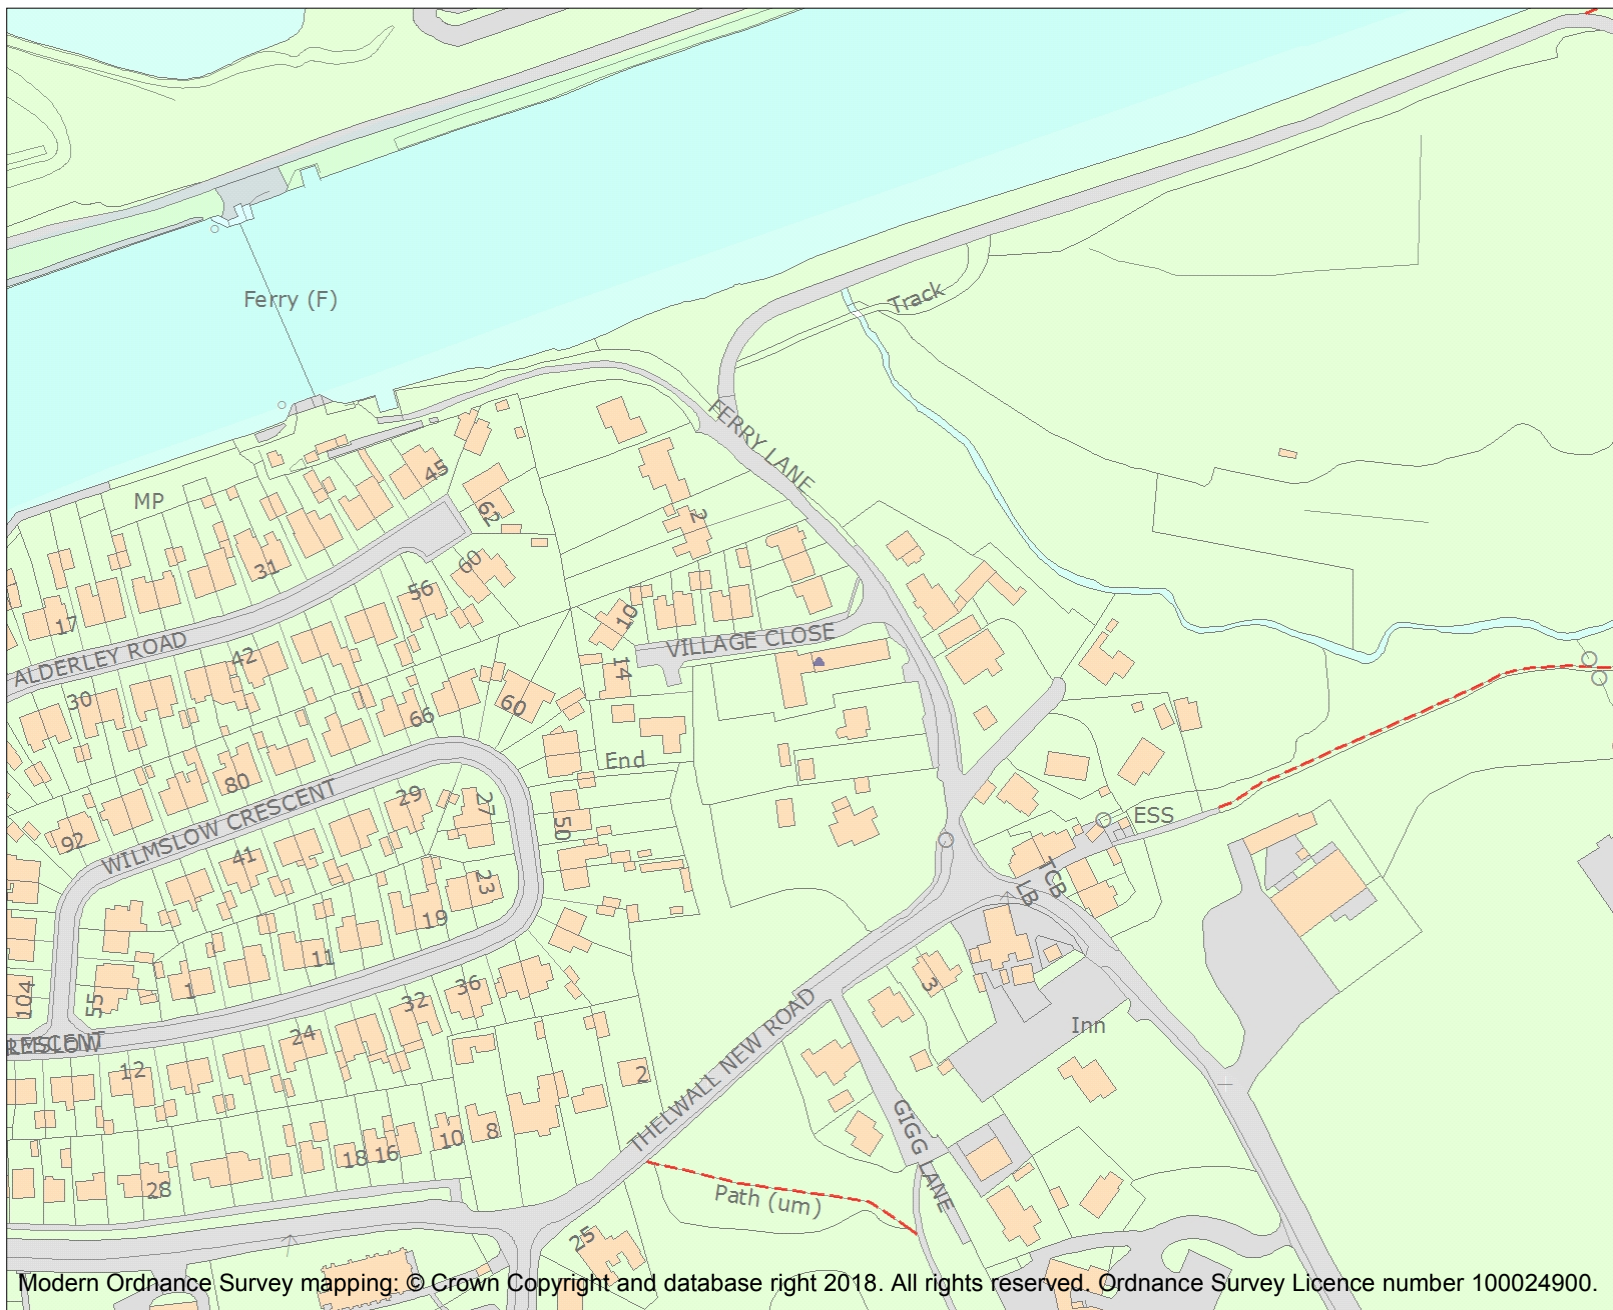 Track
Ferry (F)
FERRY LANE
45
MP
62
2
31
60
56
10
17
VILLAGE CLOSE
ALDERLEY ROAD
42
14
30
60
66
End
80
29
27
ESS
WILMSLOW CRESCENT
50
92
41
TCB
LB
23
19
11
3
1
36
32
104
55
THELWALL NEW ROAD
Inn
24
WILMSLOW
CRESCENT
12
2
GIGG LANE
10
8
18
16
28
Path (um)
25
Modern Ordnance Survey mapping: © Crown Copyright and database right 2018. All rights reserved. Ordnance Survey Licence number 100024900.